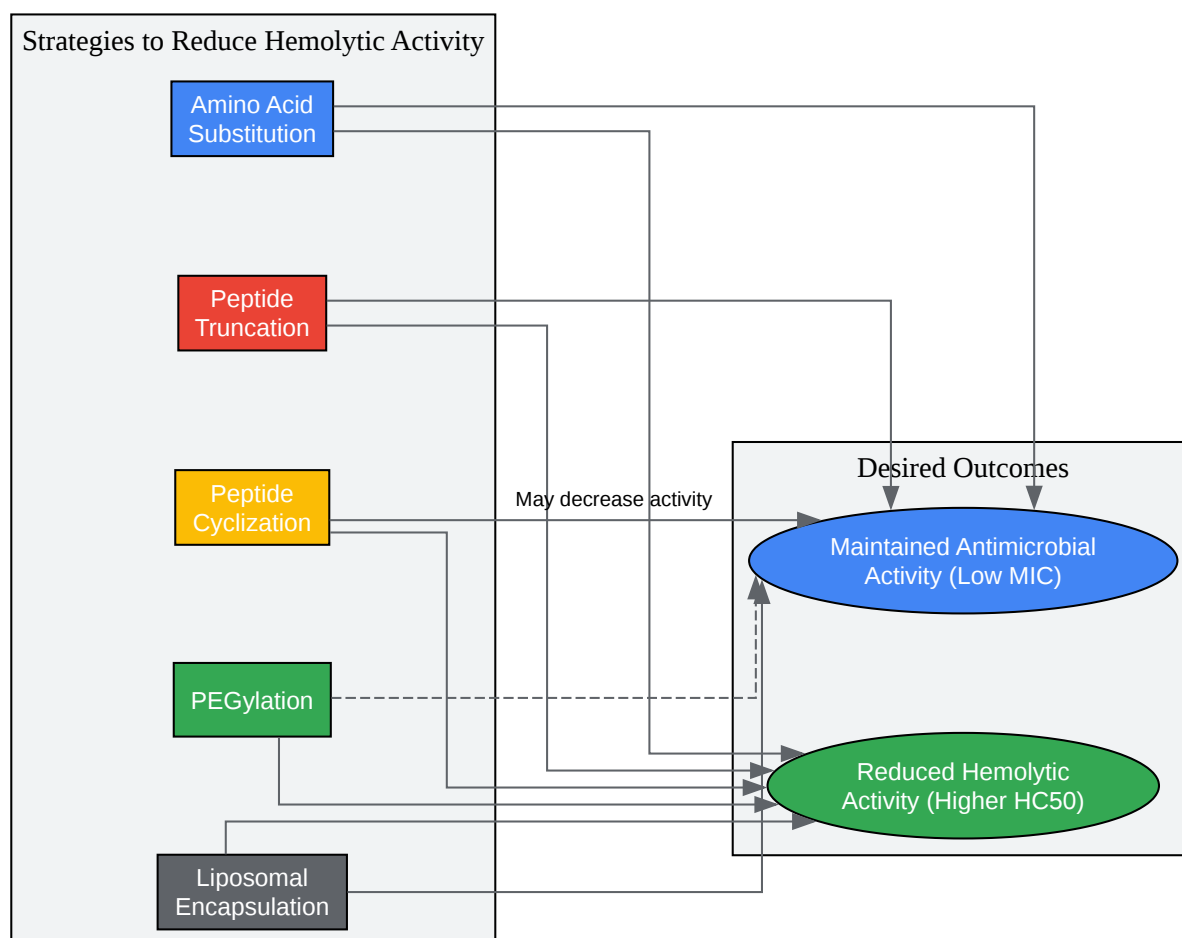 Strategies to Reduce Hemolytic Activity
Amino Acid
Substitution
Peptide
Truncation
Peptide
Cyclization
PEGylation
Liposomal
Encapsulation
May decrease activity
Desired Outcomes
Maintained Antimicrobial
Activity (Low MIC)
Reduced Hemolytic
Activity (Higher HC50)